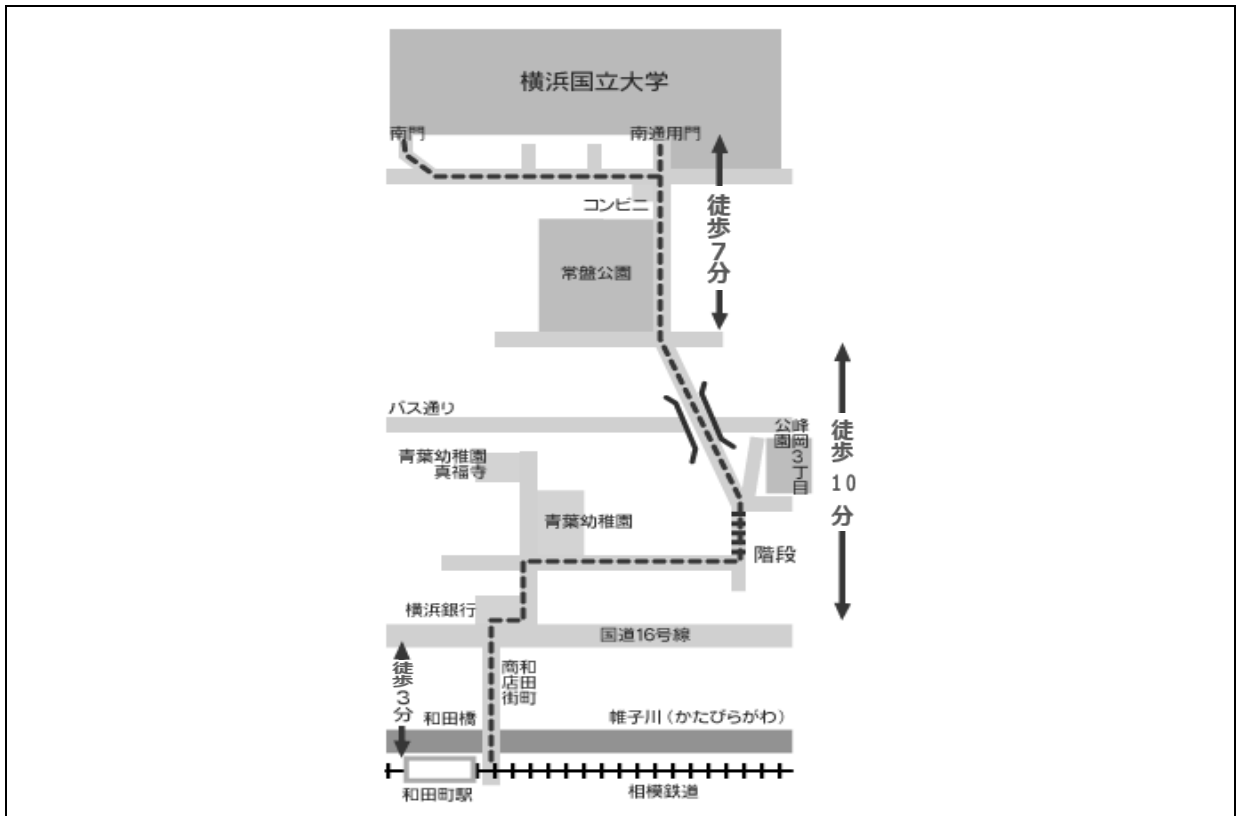 横浜国立大学
南門
南通用門
コンビニ
徒歩7分
常盤公園
バス通り
峰岡3丁目
公園
徒歩10分
青葉幼稚園
真福寺
青葉幼稚園
階段
横浜銀行
国道16号線
徒歩3分
和田町
商店街
和田橋
帷子川(かたびらがわ)
和田町駅
相模鉄道